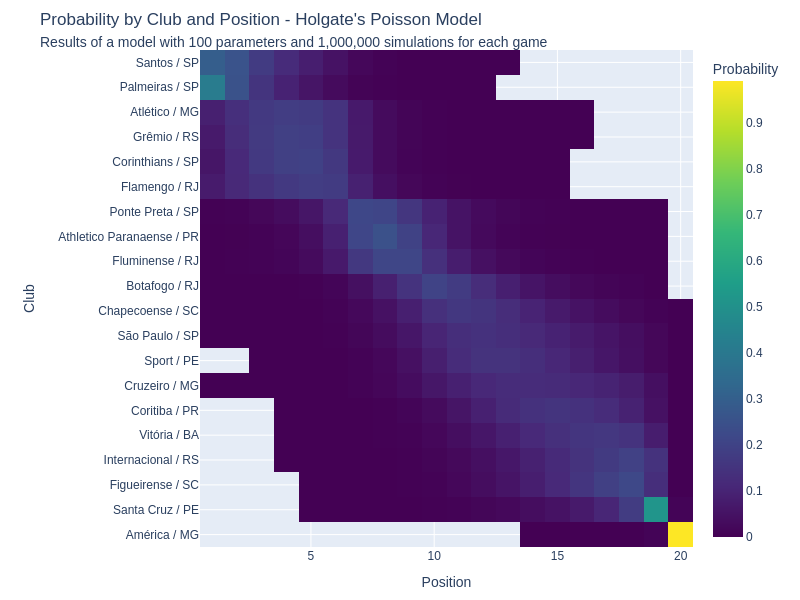 Probability by Club and Position - Holgate's Poisson Model
Results of a model with 100 parameters and 1,000,000 simulations for each game
Probability
Santos / SP
Palmeiras / SP
Atlético / MG
Grêmio / RS
Corinthians / SP
Flamengo / RJ
Ponte Preta / SP
Athletico Paranaense / PR
Fluminense / RJ
Botafogo / RJ
Chapecoense / SC
São Paulo / SP
Sport / PE
Cruzeiro / MG
Coritiba / PR
Vitória / BA
Internacional / RS
Figueirense / SC
Santa Cruz / PE
América / MG
Club
5
10
15
20
Position
0.9
0.8
0.7
0.6
0.5
0.4
0.3
0.2
0.1
0